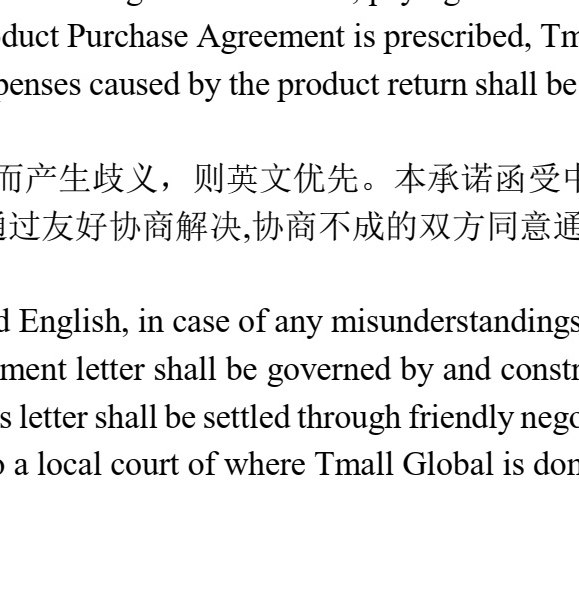 duct Purchase Agreement is prescribed, Tm
penses caused by the product return shall be
而产生歧义，则英文优先。本承诺函受中
通过友好协商解决,协商不成的双方同意通
d English, in case of any misunderstandings
ment letter shall be governed by and constr
s letter shall be settled through friendly nego
o a local court of where Tmall Global is dom